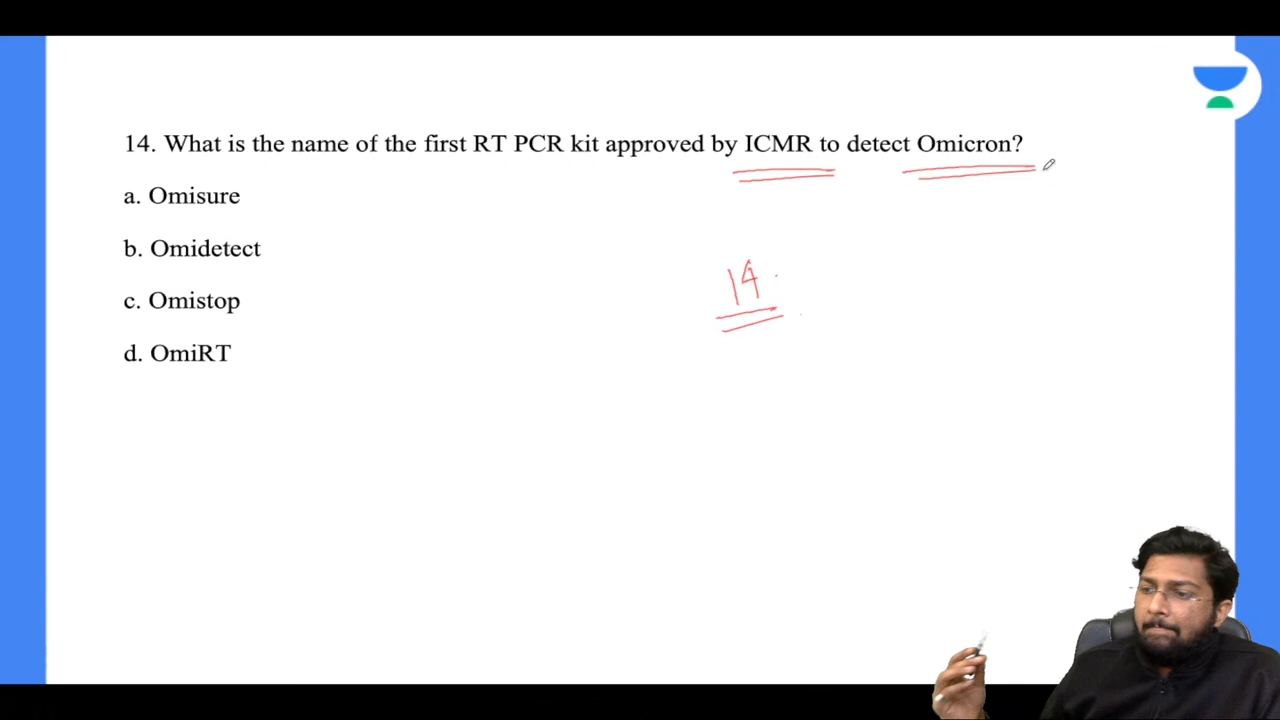 14. What is the name of the first RT PCR kit approved by ICMR to detect Omicron?
a. Omisure
b. Omidetect
14.
c. Omistop
d. OmiRT